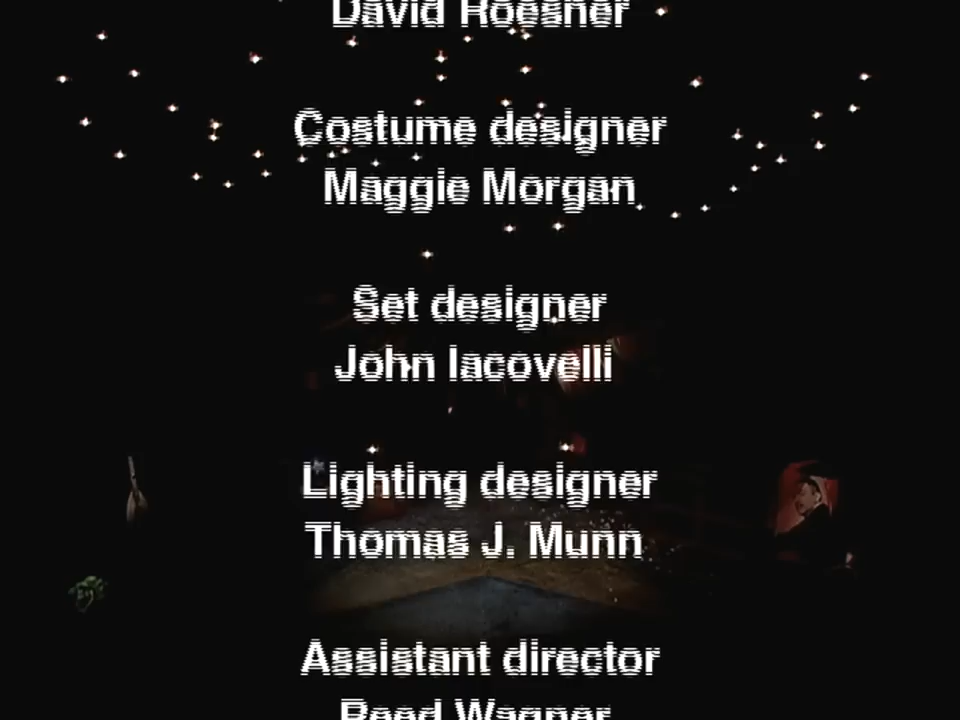 David Roesner
Costume designer
Maggie Morgan
Set designer
John Iacovelli
Lighting designer
Thomas J. Munn
Assistant director
Reed Wagner